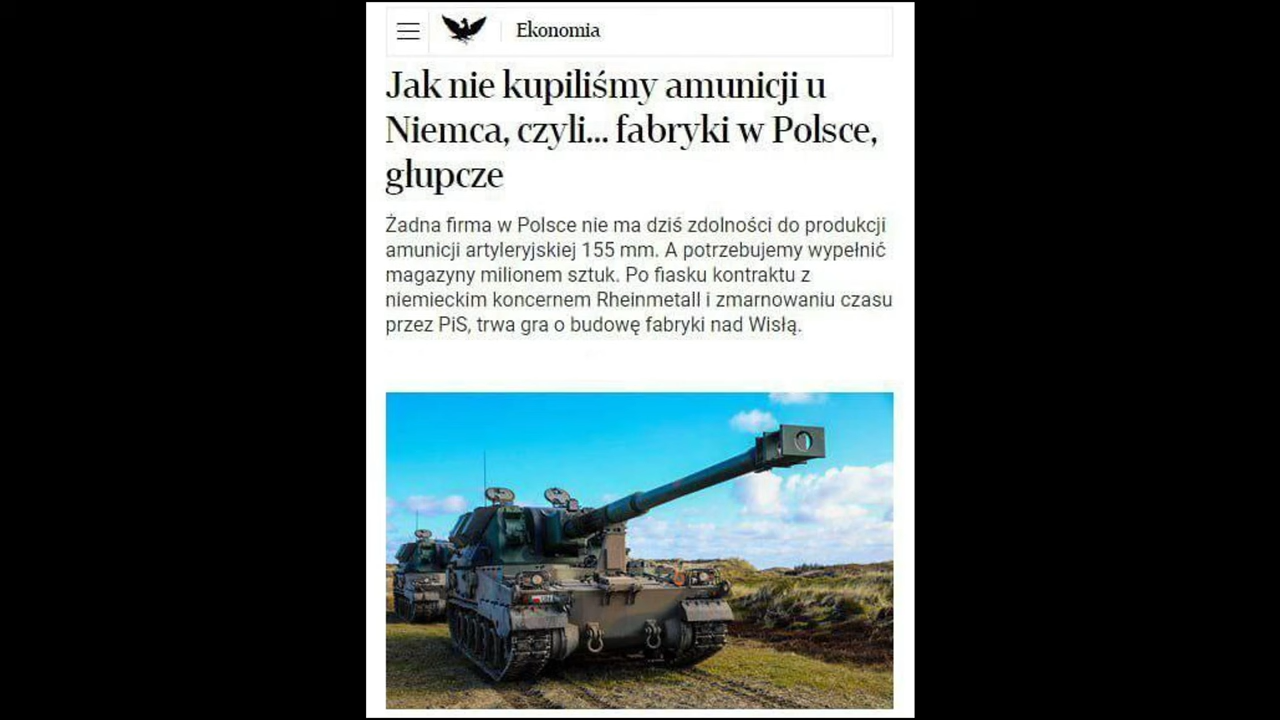 Ekonomia
Jak nie kupiliśmy amunicji u
Niemca, czyli... fabryki w Polsce,
głupcze
Żadna firma w Polsce nie ma dziś zdolności do produkcji
amunicji artyleryjskiej 155 mm. A potrzebujemy wypełnić
magazyny milionem sztuk. Po fiasku kontraktu z
niemieckim koncernem Rheinmetall i zmarnowaniu czasu
przez PiS, trwa gra o budowę fabryki nad Wisłą.